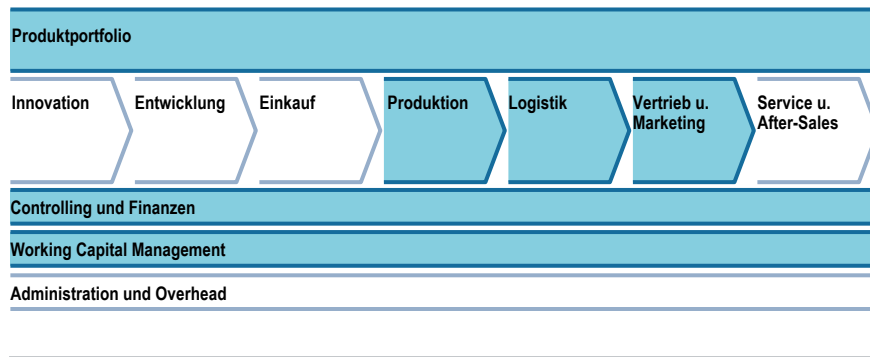 Produktportfolio
Innovation
Entwicklung
Einkauf
Produktion
Logistik
Vertrieb u.
Marketing
Service u.
After-Sales
Controlling und Finanzen
Working Capital Management
Administration und Overhead